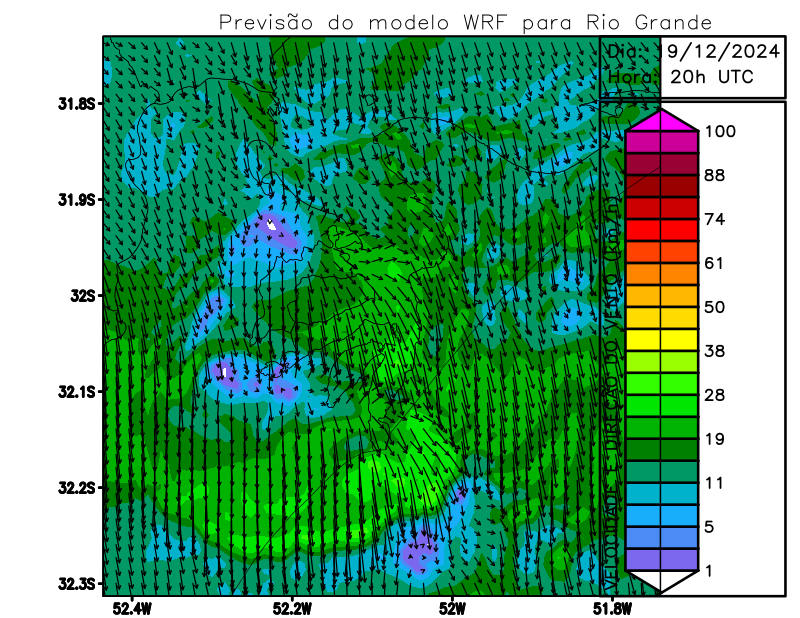 Previsão do modelo WRF para Rio Grande
Dia: 19/12/2024
Hora: 20h UTC
31.8S
31.9S
32S
32.1S
32.2S
32.3S
52.4W
52.2W
52W
51.8W
VELOCIDADE E DIREÇÃO DO VENTO (km/h)
100
88
74
61
50
38
28
19
11
5
1